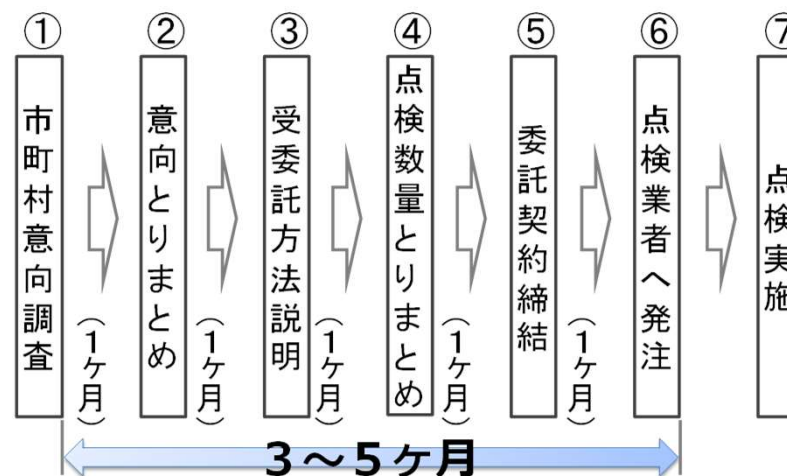 ①
市町村意向調査
(1ヶ月)
②
意向とりまとめ
(1ヶ月)
③
受委託方法説明
(1ヶ月)
④
点検数量とりまとめ
(1ヶ月)
⑤
委託契約締結
(1ヶ月)
⑥
点検業者へ発注
⑦
点検実施
3～5ヶ月